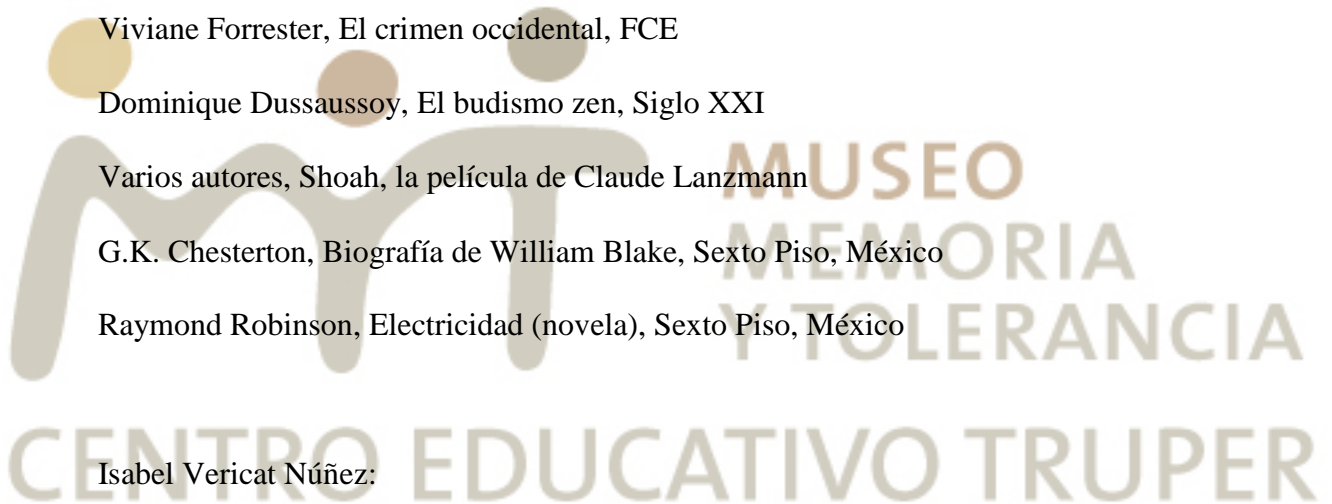 Viviane Forrester, El crimen occidental, FCE
Dominique Dussaussoy, El budismo zen, Siglo XXI
Varios autores, Shoah, la película de Claude Lanzmann
MUSEO
G.K. Chesterton, Biografía de William Blake, Sexto Piso, México
MEMORIA
Raymond Robinson, Electricidad (novela), Sexto Piso, México
Y TOLERANCIA
CENTRO EDUCATIVO TRUPER
Isabel Vericat Núñez: